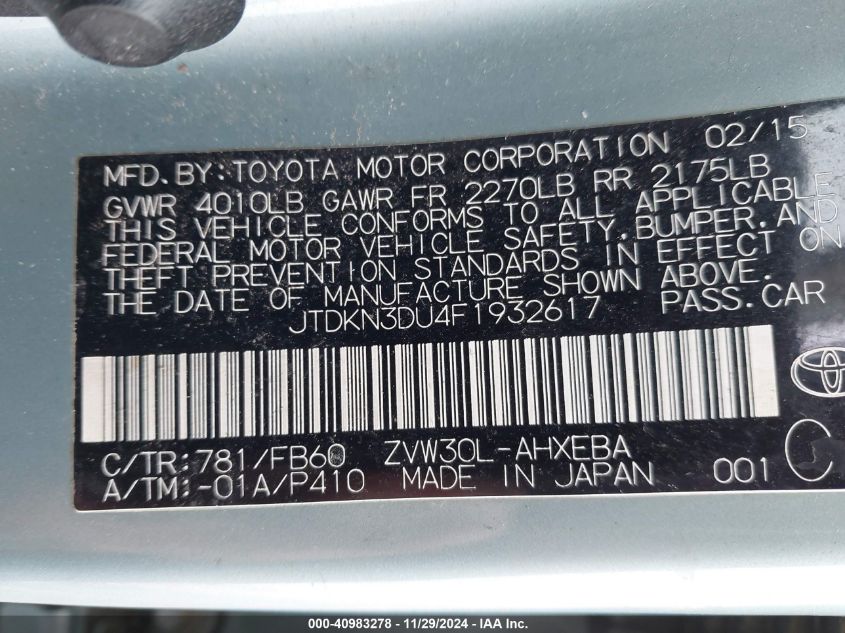 MFD. BY: TOYOTA MOTOR CORPORATION 02/15
GVWR 4010LB GAWR FR 2270LB RR 2175LB
THIS VEHICLE CONFORMS TO ALL APPLICABLE
FEDERAL MOTOR VEHICLE SAFETY, BUMPER, AND
THEFT PREVENTION STANDARDS IN EFFECT ON
THE DATE OF MANUFACTURE SHOWN ABOVE.
JTDKN3DU4F1932617 PASS. CAR
C/TR: 781/FB60 ZVW30L-AHXEBA
A/TM: -01A/P410 MADE IN JAPAN 001 C
000-40983278 - 11/29/2024 - IAA Inc.